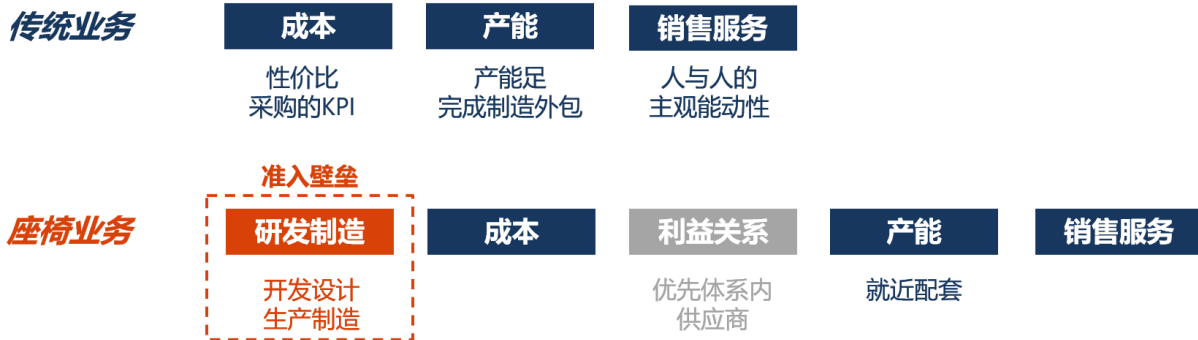 传统业务
成本
产能
销售服务
性价比
采购的KPI
产能足
完成制造外包
人与人的
主观能动性
准入壁垒
座椅业务
研发制造
成本
利益关系
产能
销售服务
开发设计
生产制造
优先体系内
供应商
就近配套